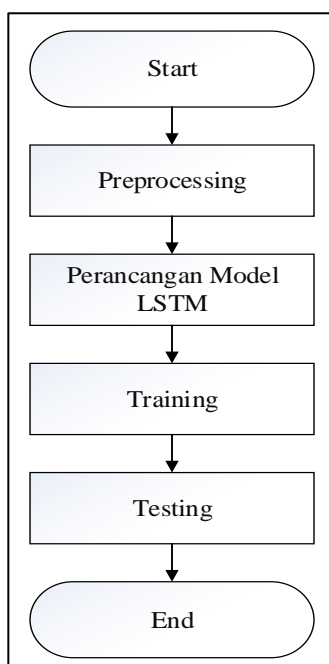 Start
Preprocessing
Perancangan Model
LSTM
Training
Testing
End